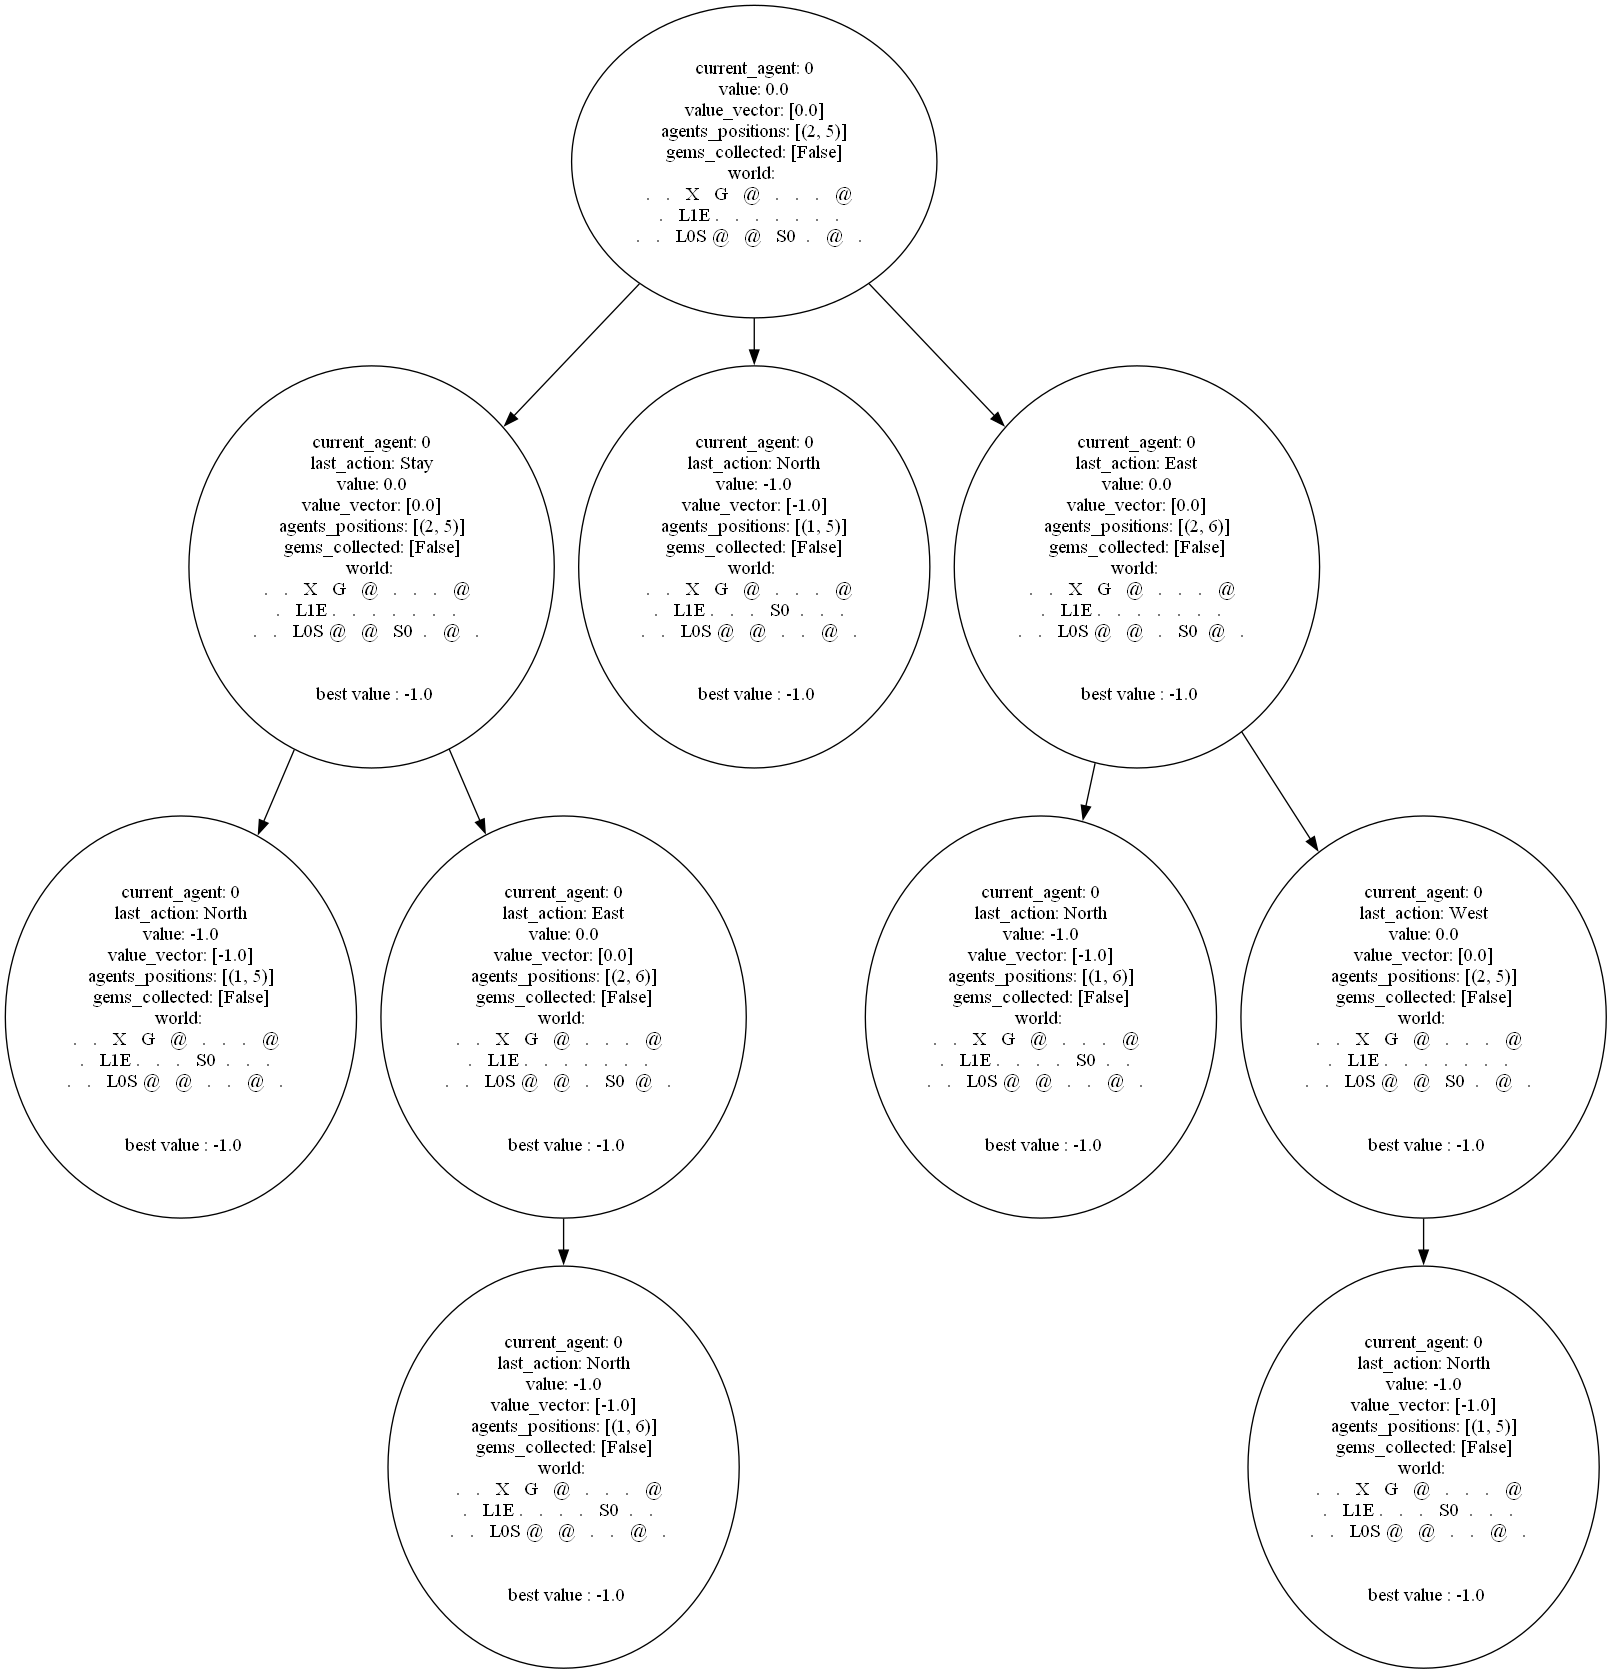 current_agent: 0
value: 0.0
value_vector: [0.0]
agents_positions: [(2, 5)]
gems_collected: [False]
world:
. . X G @ . . . @
. L1E . . . . . . .
. . L0S @ @ S0 . @ .
current_agent: 0
last_action: Stay
value: 0.0
value_vector: [0.0]
agents_positions: [(2, 5)]
gems_collected: [False]
world:
. . X G @ . . . @
. L1E . . . . . . .
. . L0S @ @ S0 . @ .
best value : -1.0
current_agent: 0
last_action: North
value: -1.0
value_vector: [-1.0]
agents_positions: [(1, 5)]
gems_collected: [False]
world:
. . X G @ . . . @
. L1E . . . S0 . . .
. . L0S @ @ . . @ .
best value : -1.0
current_agent: 0
last_action: East
value: 0.0
value_vector: [0.0]
agents_positions: [(2, 6)]
gems_collected: [False]
world:
. . X G @ . . . @
. L1E . . . . . . .
. . L0S @ @ . S0 @ .
best value : -1.0
current_agent: 0
last_action: North
value: -1.0
value_vector: [-1.0]
agents_positions: [(1, 5)]
gems_collected: [False]
world:
. . X G @ . . . @
. L1E . . . S0 . . .
. . L0S @ @ . . @ .
best value : -1.0
current_agent: 0
last_action: East
value: 0.0
value_vector: [0.0]
agents_positions: [(2, 6)]
gems_collected: [False]
world:
. . X G @ . . . @
. L1E . . . . . . .
. . L0S @ @ . S0 @ .
best value : -1.0
current_agent: 0
last_action: North
value: -1.0
value_vector: [-1.0]
agents_positions: [(1, 6)]
gems_collected: [False]
world:
. . X G @ . . . @
. L1E . . . . S0 . .
. . L0S @ @ . . @ .
best value : -1.0
current_agent: 0
last_action: West
value: 0.0
value_vector: [0.0]
agents_positions: [(2, 5)]
gems_collected: [False]
world:
. . X G @ . . . @
. L1E . . . . . . .
. . L0S @ @ S0 . @ .
best value : -1.0
current_agent: 0
last_action: North
value: -1.0
value_vector: [-1.0]
agents_positions: [(1, 6)]
gems_collected: [False]
world:
. . X G @ . . . @
. L1E . . . . S0 . .
. . L0S @ @ . . @ .
best value : -1.0
current_agent: 0
last_action: North
value: -1.0
value_vector: [-1.0]
agents_positions: [(1, 5)]
gems_collected: [False]
world:
. . X G @ . . . @
. L1E . . . S0 . . .
. . L0S @ @ . . @ .
best value : -1.0